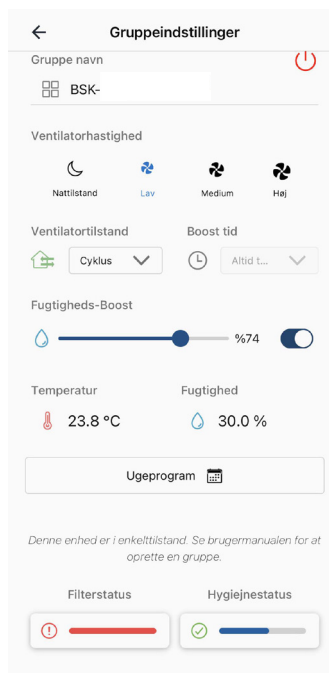 Gruppeindstillinger
Gruppe navn
BSK-
Ventilatorhastighed
Nattilstand Lav Medium Høj
Ventilatortilstand Boost tid
Cyklus Altid t...
Fugtigheds-Boost
%74
Temperatur Fugtighed
23.8 °C 30.0 %
Ugeprogram
Denne enhed er i enkelttilstand. Se brugermanualen for at
oprette en gruppe.
Filterstatus Hygiejnestatus